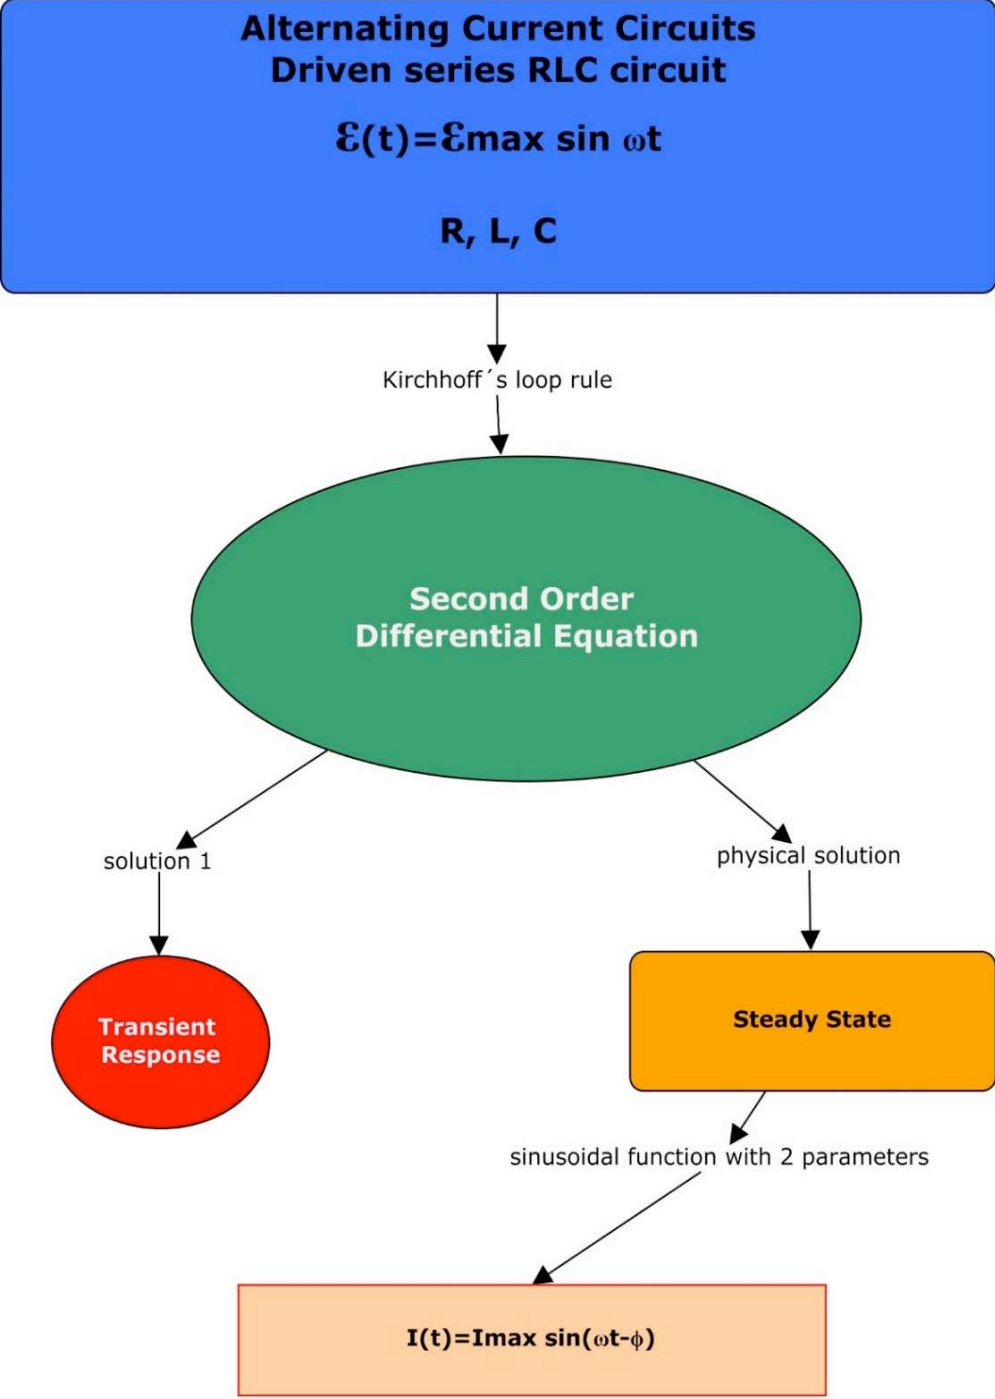 Alternating Current Circuits
Driven series RLC circuit
Ɛ(t)=Ɛmax sin ωt
R, L, C
Kirchhoff´s loop rule
Second Order
Differential Equation
solution 1
physical solution
Transient
Response
Steady State
sinusoidal function with 2 parameters
I(t)=Imax sin(ωt-ϕ)